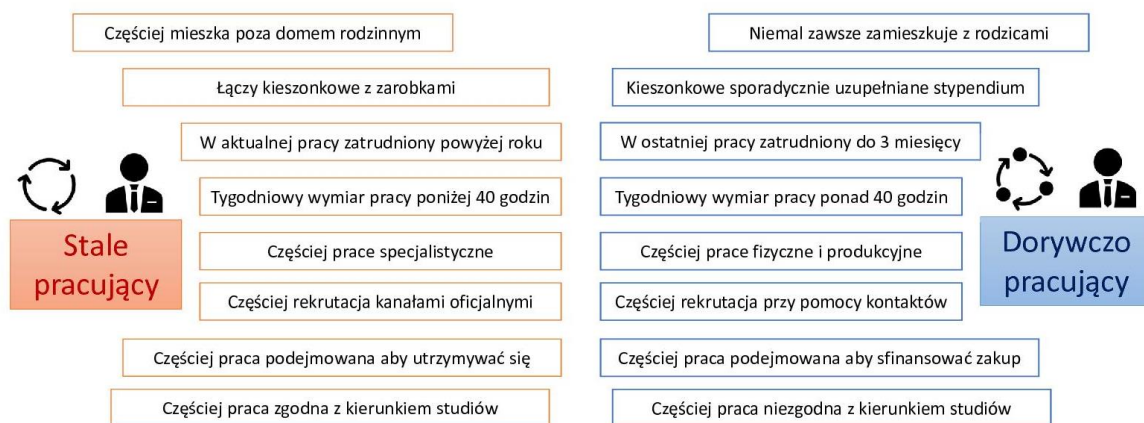 Częściej mieszka poza domem rodzinnym
Łączy kieszonkowe z zarobkami
W aktualnej pracy zatrudniony powyżej roku
Tygodniowy wymiar pracy poniżej 40 godzin
Częściej prace specjalistyczne
Częściej rekrutacja kanałami oficjalnymi
Częściej praca podejmowana aby utrzymywać się
Częściej praca zgodna z kierunkiem studiów
Stale
pracujący
Niemal zawsze zamieszkuje z rodzicami
Kieszonkowe sporadycznie uzupełniane stypendium
W ostatniej pracy zatrudniony do 3 miesięcy
Tygodniowy wymiar pracy ponad 40 godzin
Częściej prace fizyczne i produkcyjne
Częściej rekrutacja przy pomocy kontaktów
Częściej praca podejmowana aby sfinansować zakup
Częściej praca niezgodna z kierunkiem studiów
Dorywczo
pracujący